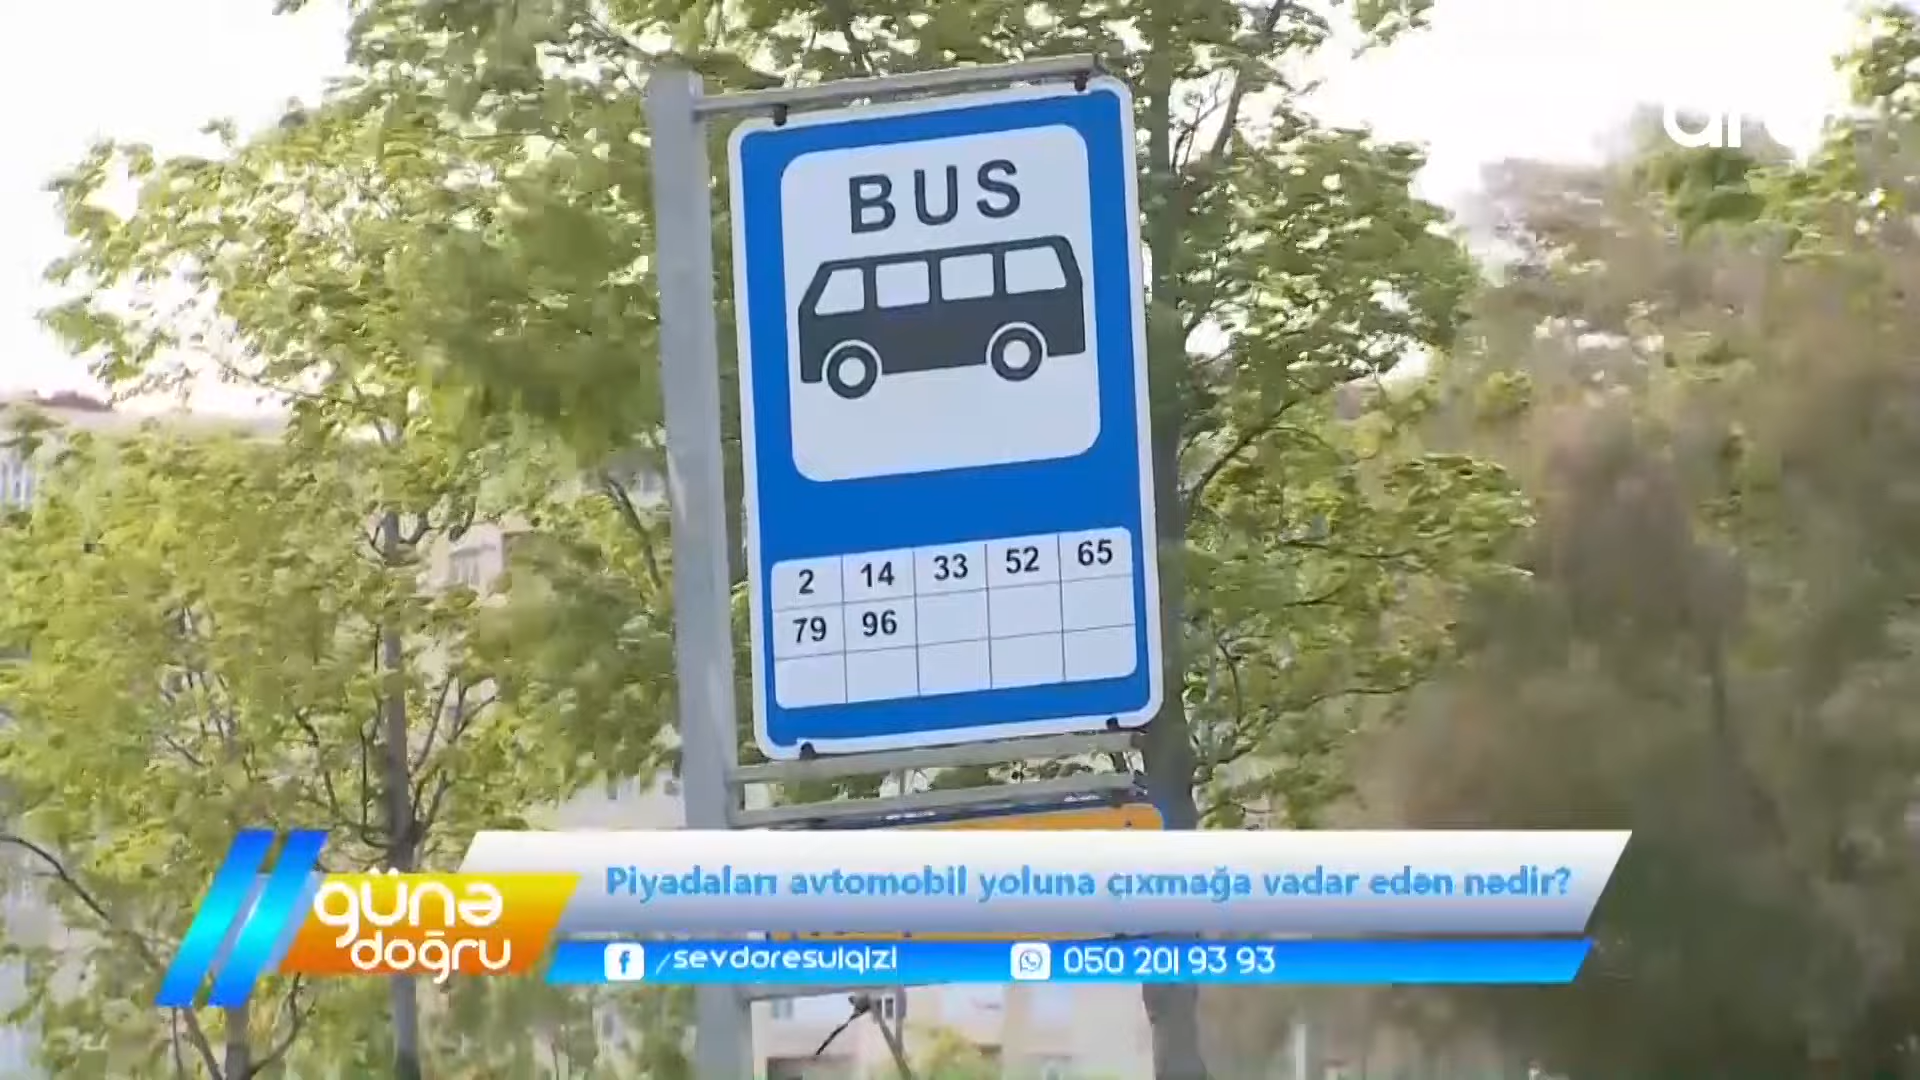 BUS
2 14 33 52 65
79 96
Piyadaları avtomobil yoluna çıxmağa vadar edən nədir?
günə
doğru
/sevdaresulqizi
050 201 93 93